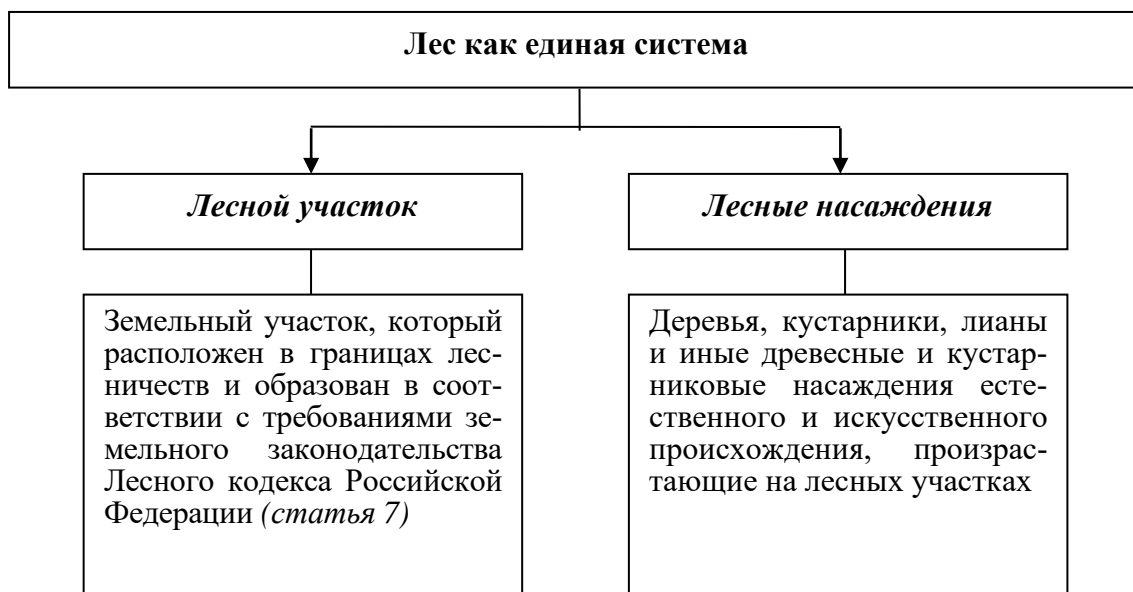 Лес как единая система
Лесной участок
Лесные насаждения
Земельный участок, который
расположен в границах лес-
ничеств и образован в соот-
ветствии с требованиями зе-
мельного законодательства
Лесного кодекса Российской
Федерации (статья 7)
Деревья, кустарники, лианы
и иные древесные и кустар-
никовые насаждения есте-
ственного и искусственного
происхождения, произрас-
тающие на лесных участках